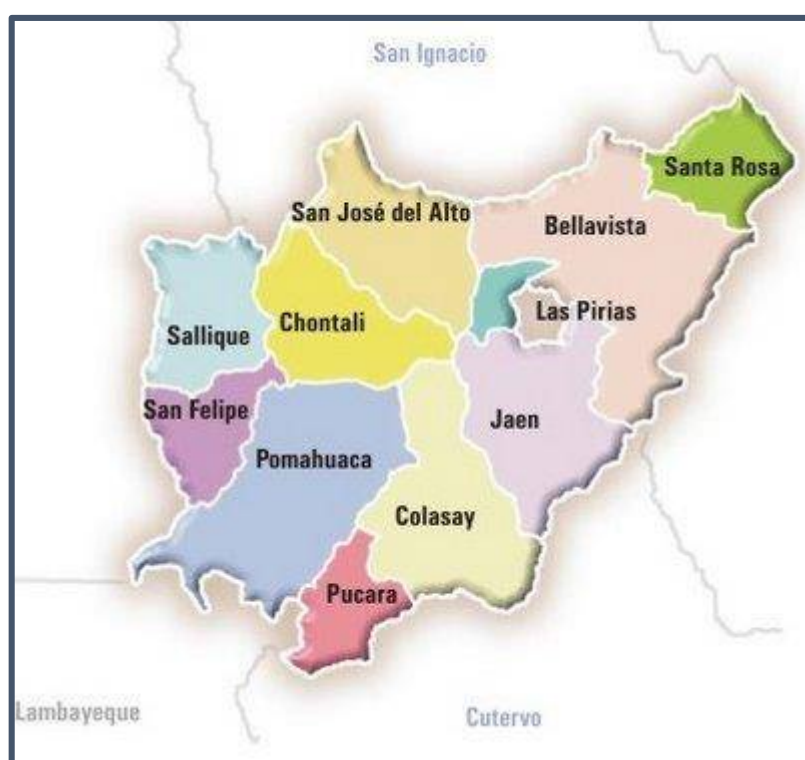 San Ignacio
Santa Rosa
San José del Alto
Bellavista
Las Pirias
Chontali
Sallique
San Felipe
Jaen
Pomahuaca
Colasay
Pucara
Lambayeque
Cutervo